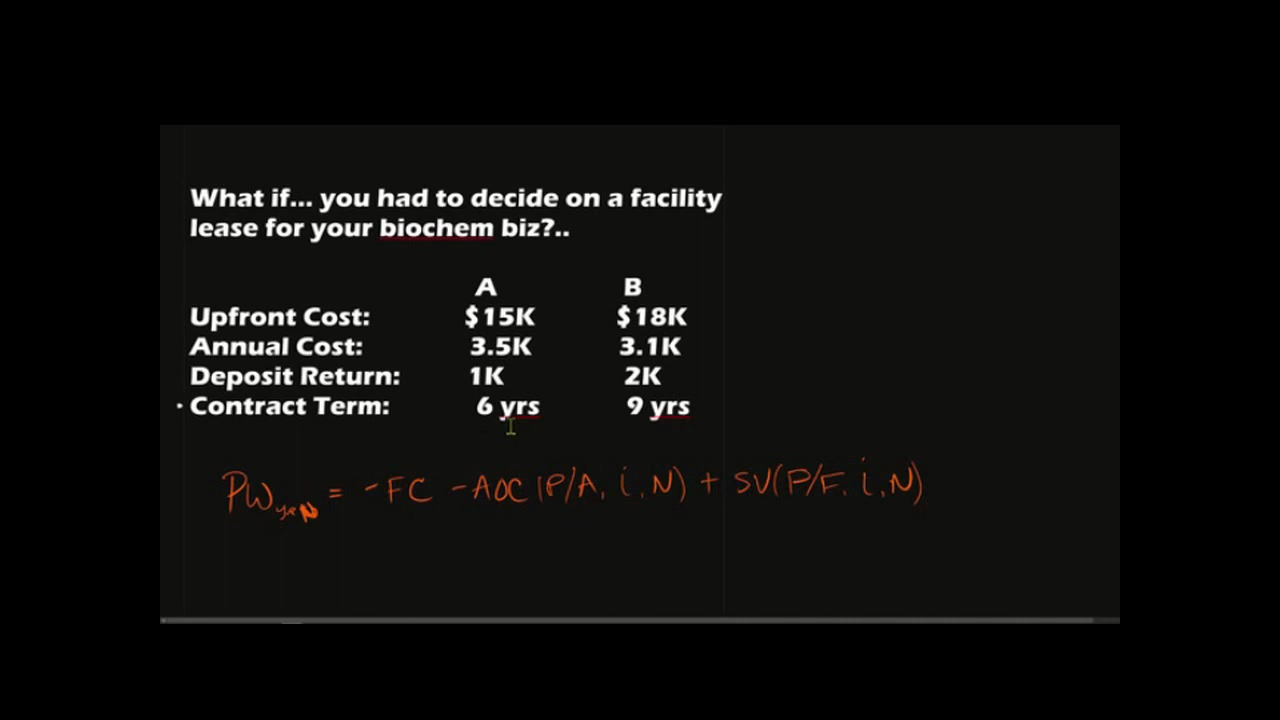 What if... you had to decide on a facility
lease for your biochem biz?..
A B
Upfront Cost: $15K $18K
Annual Cost: 3.5K 3.1K
Deposit Return: 1K 2K
· Contract Term: 6 yrs 9 yrs
PW = -FC -AOC(P/A, i, N) + SV(P/F, i, N)